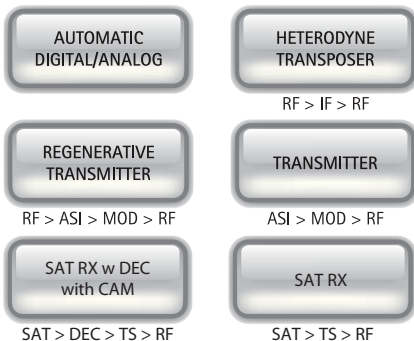 AUTOMATIC
DIGITAL/ANALOG
HETERODYNE
TRANSPOSER
RF > IF > RF
REGENERATIVE
TRANSMITTER
RF > ASI > MOD > RF
TRANSMITTER
ASI > MOD > RF
SAT RX w DEC
with CAM
SAT > DEC > TS > RF
SAT RX
SAT > TS > RF